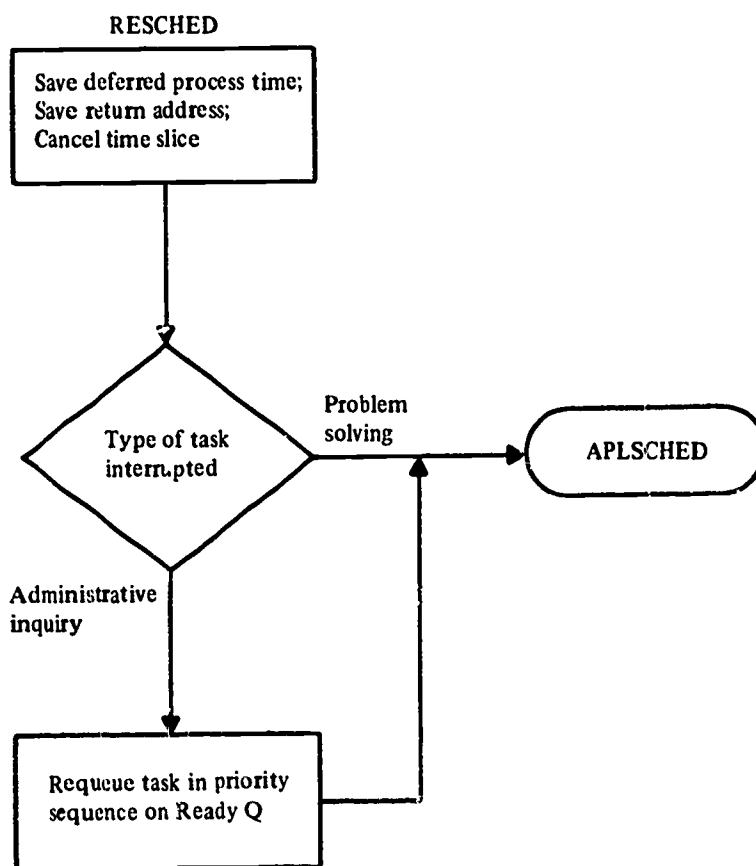 RESCHED
Save deferred process time;
Save return address;
Cancel time slice
Type of task
interrupted
Problem
solving
APLSCHED
Administrative
inquiry
Requeue task in priority
sequence on Ready Q